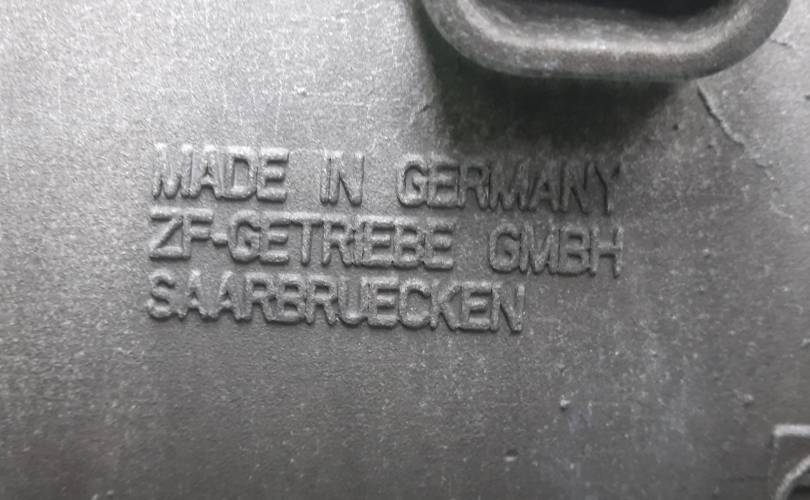 MADE IN GERMANY
ZF-GETRIEBE GMBH
SAARBRUECKEN